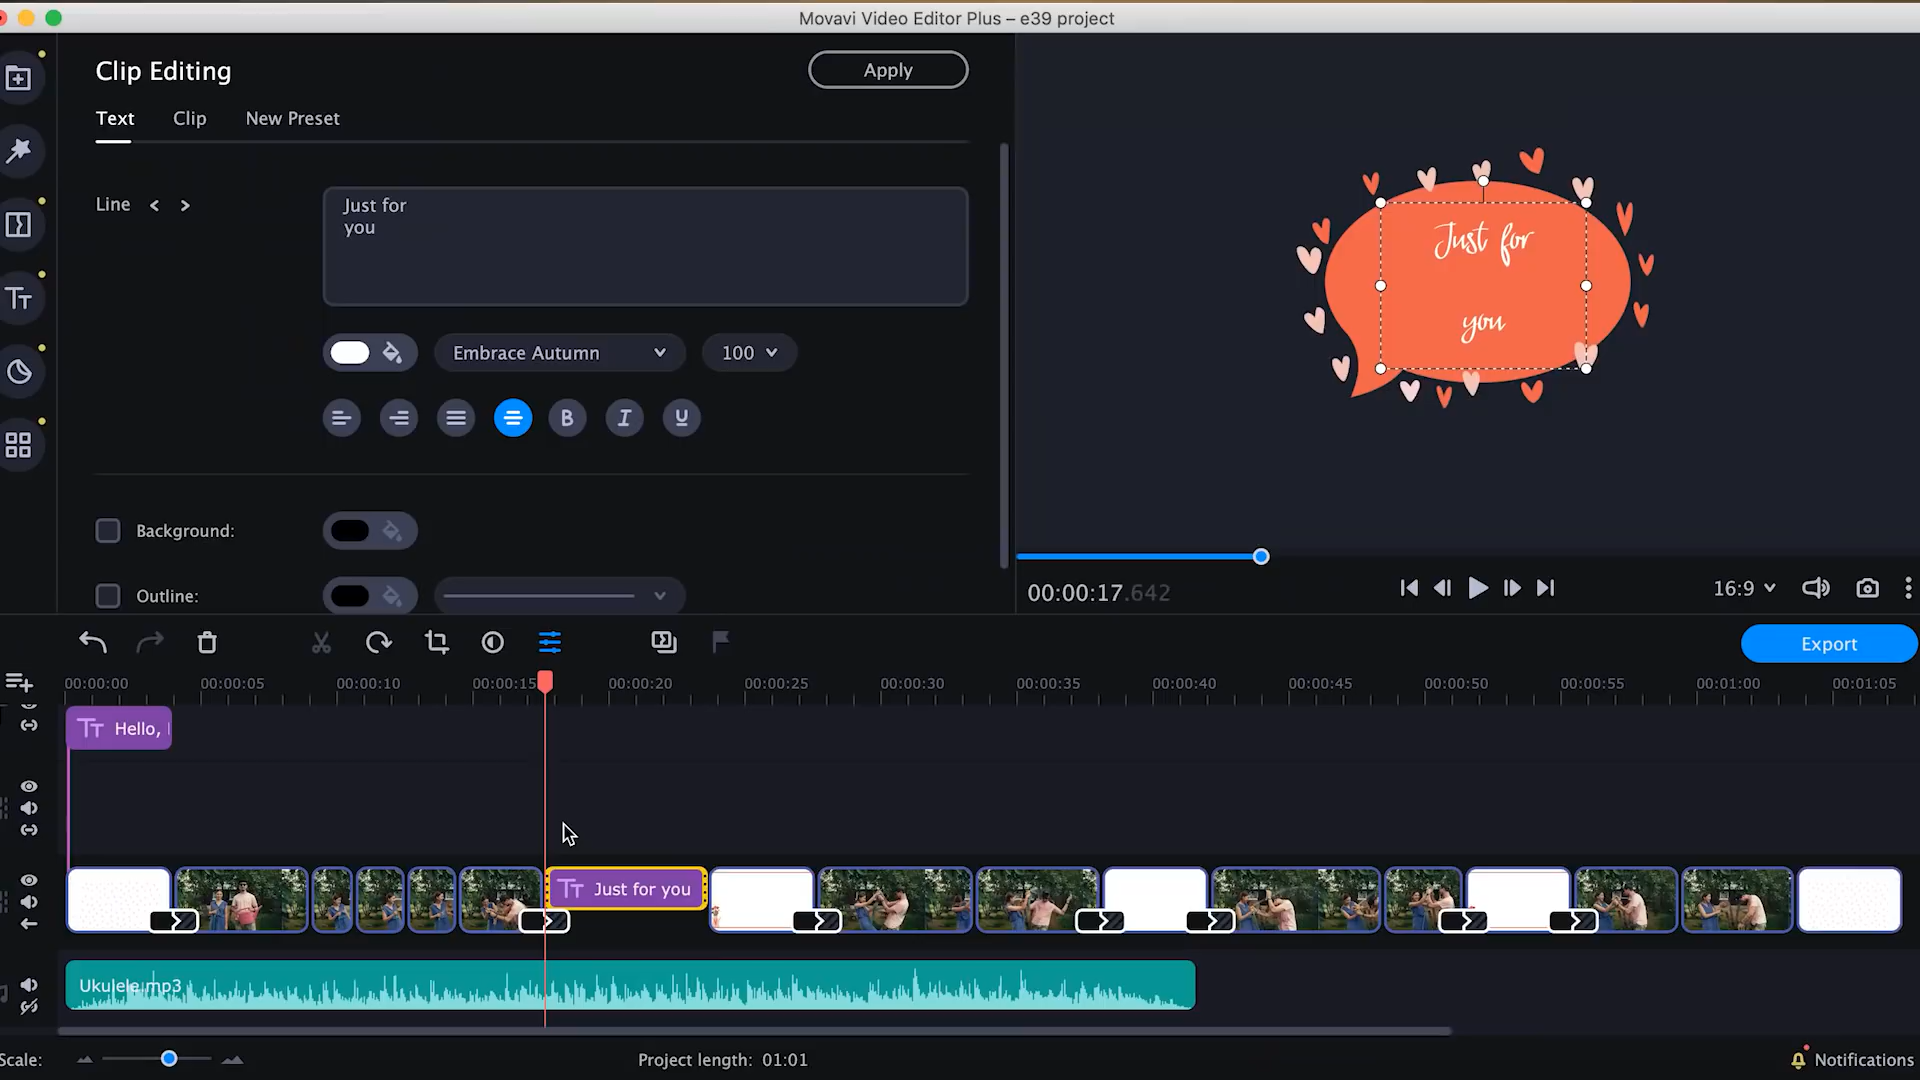 Movavi Video Editor Plus – e39 project
Clip Editing
Apply
Text Clip New Preset
Line
Just for
you
Embrace Autumn
100
B I U
Background:
Outline:
Just for
you
00:00:17.642
16:9
Export
00:00:00 00:00:05 00:00:10 00:00:15 00:00:20 00:00:25 00:00:30 00:00:35 00:00:40 00:00:45 00:00:50 00:00:55 00:01:00 00:01:05
Hello,
Just for you
Ukulele.mp3
Scale:
Project length: 01:01
Notifications